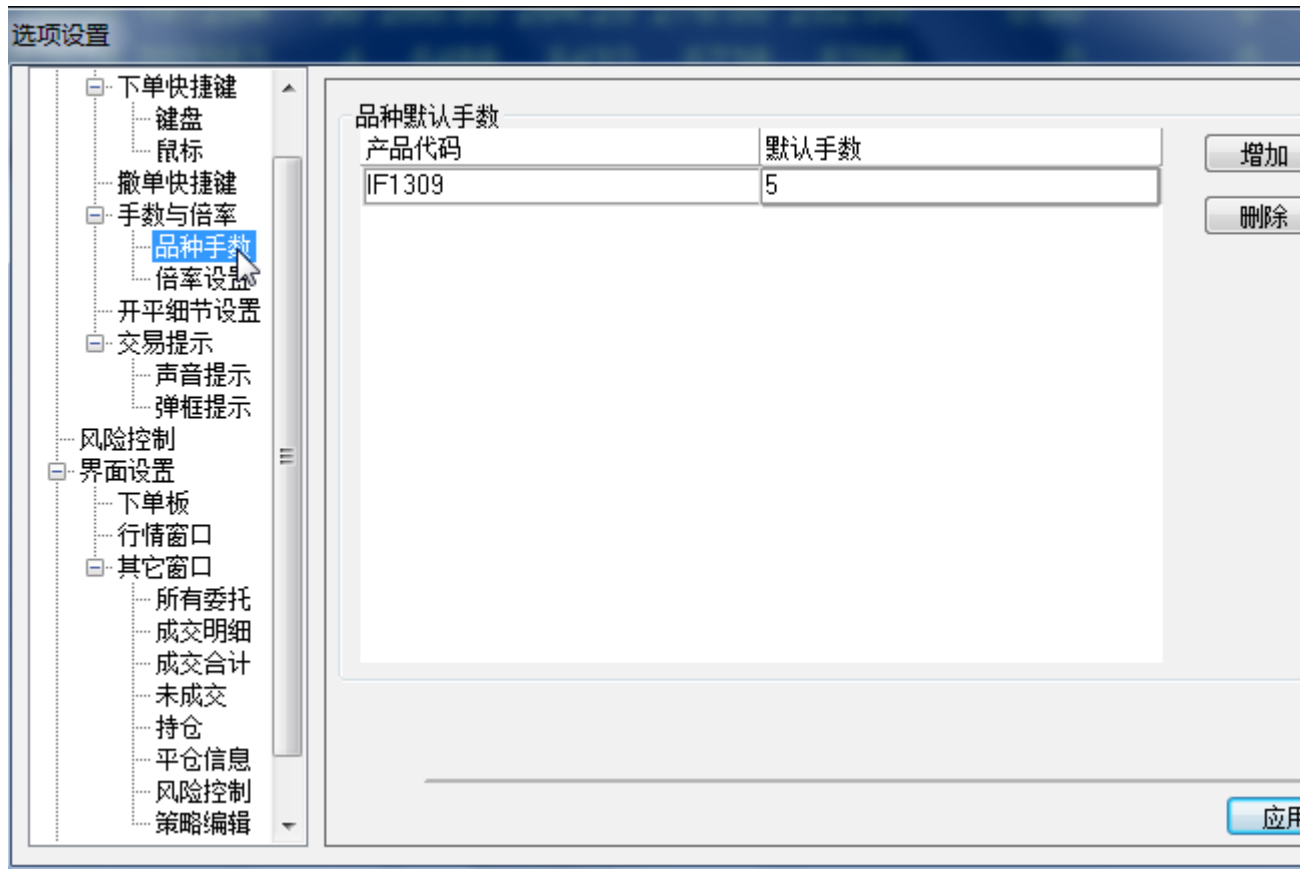 选项设置
下单快捷键
键盘
鼠标
撤单快捷键
手数与倍率
品种手数
倍率设置
开平细节设置
交易提示
声音提示
弹框提示
风险控制
界面设置
下单板
行情窗口
其它窗口
所有委托
成交明细
成交合计
未成交
持仓
平仓信息
风险控制
策略编辑
品种默认手数
产品代码 默认手数
IF1309 5
增加
删除
应用